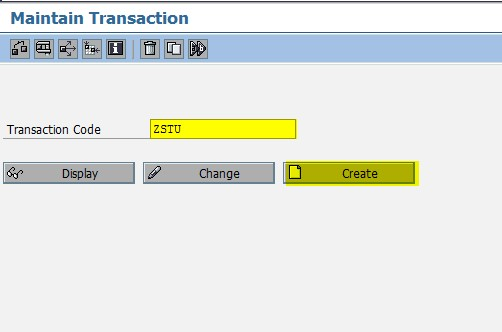 Maintain Transaction
Transaction Code ZSTU
Display Change Create